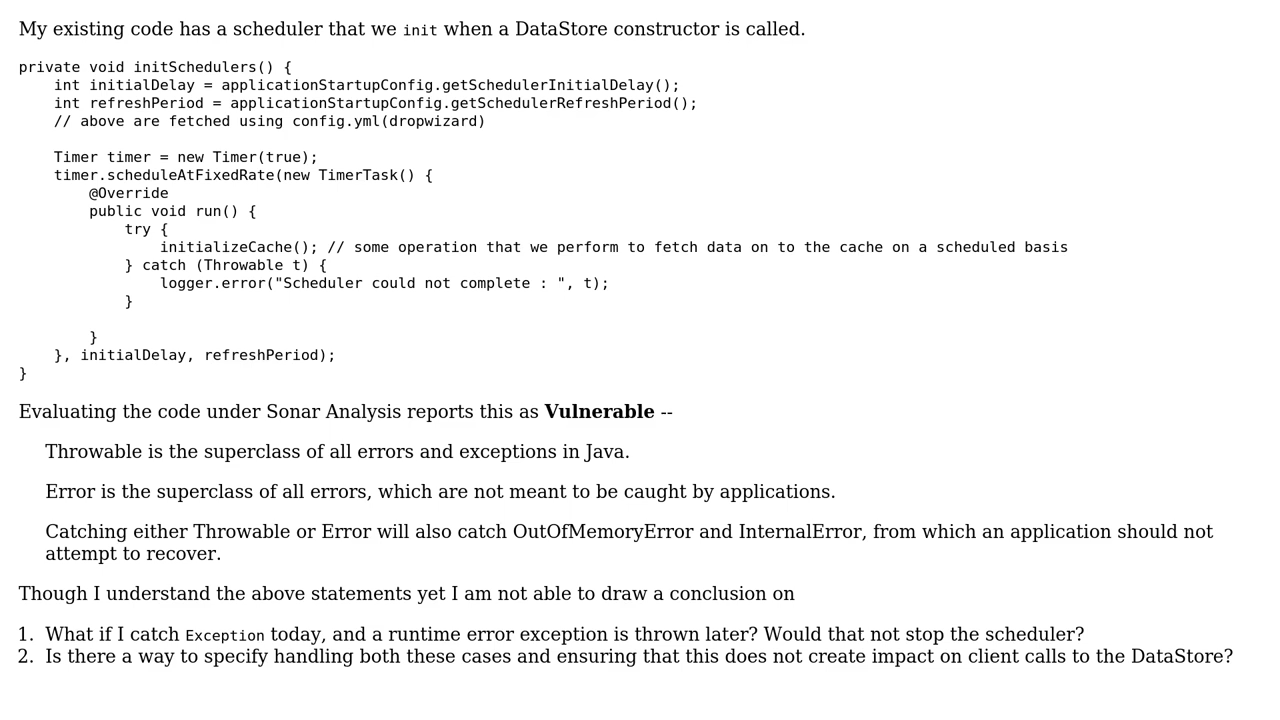 My existing code has a scheduler that we init when a DataStore constructor is called.
private void initSchedulers() {
    int initialDelay = applicationStartupConfig.getSchedulerInitialDelay();
    int refreshPeriod = applicationStartupConfig.getSchedulerRefreshPeriod();
    // above are fetched using config.yml(dropwizard)

    Timer timer = new Timer(true);
    timer.scheduleAtFixedRate(new TimerTask() {
        @Override
        public void run() {
            try {
                initializeCache(); // some operation that we perform to fetch data on to the cache on a scheduled basis
            } catch (Throwable t) {
                logger.error("Scheduler could not complete : ", t);
            }

        }
    }, initialDelay, refreshPeriod);
}
Evaluating the code under Sonar Analysis reports this as Vulnerable --
Throwable is the superclass of all errors and exceptions in Java.
Error is the superclass of all errors, which are not meant to be caught by applications.
Catching either Throwable or Error will also catch OutOfMemoryError and InternalError, from which an application should not
attempt to recover.
Though I understand the above statements yet I am not able to draw a conclusion on
1. What if I catch Exception today, and a runtime error exception is thrown later? Would that not stop the scheduler?
2. Is there a way to specify handling both these cases and ensuring that this does not create impact on client calls to the DataStore?